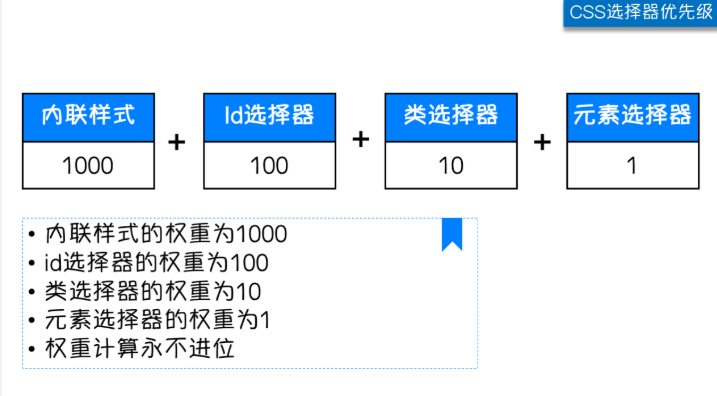 CSS选择器优先级
内联样式 Id选择器 类选择器 元素选择器
1000 + 100 + 10 + 1
• 内联样式的权重为1000
• id选择器的权重为100
• 类选择器的权重为10
• 元素选择器的权重为1
• 权重计算永不进位